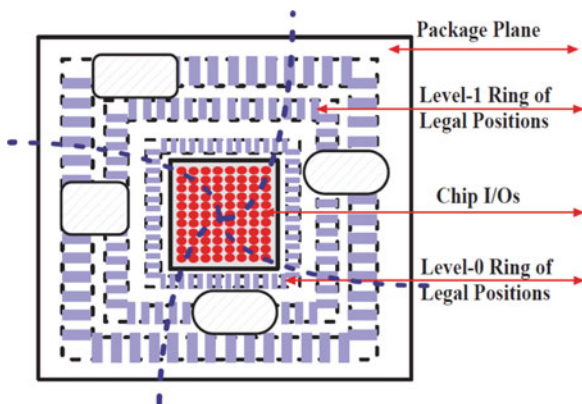 Package Plane
Level-1 Ring of
Legal Positions
Chip I/Os
Level-0 Ring of
Legal Positions